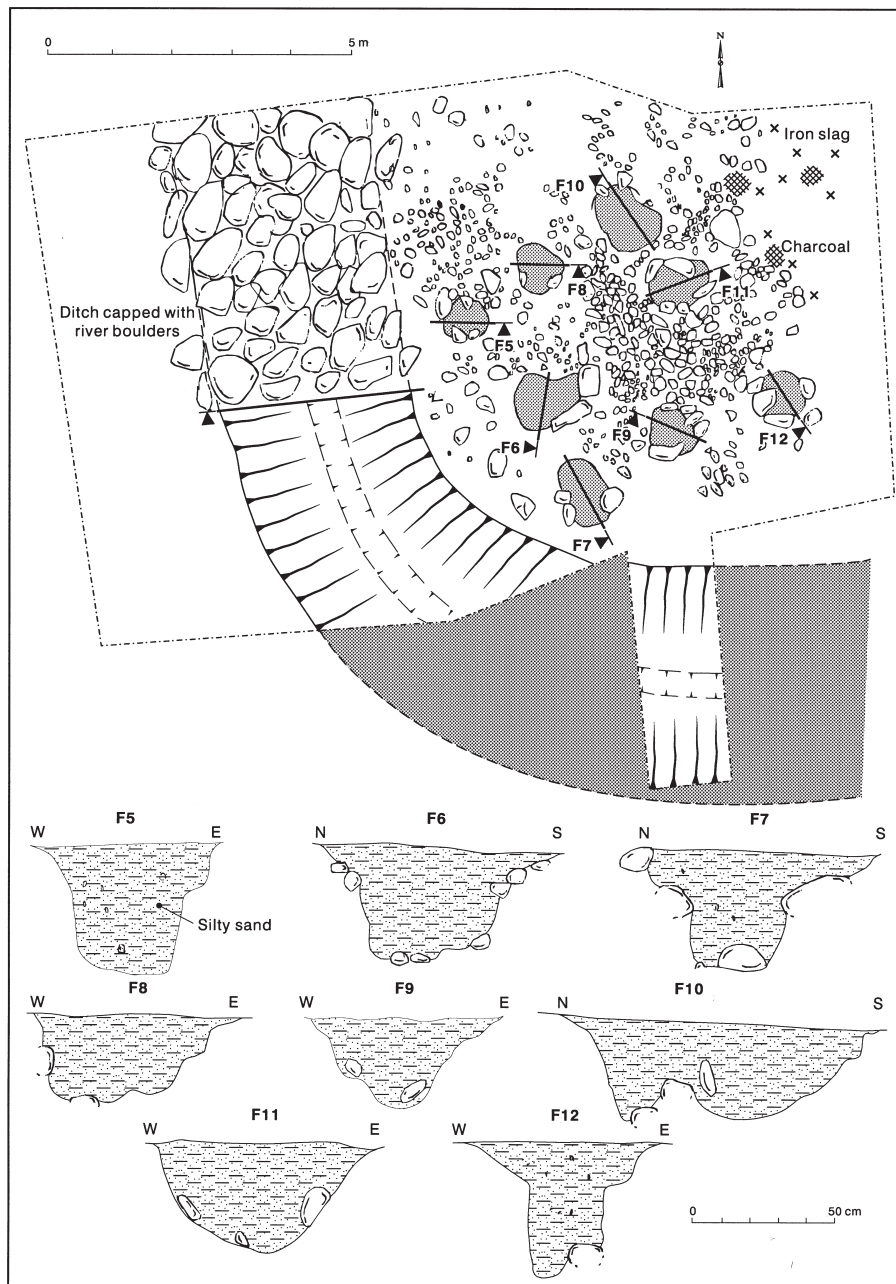 0 5 m
N
Iron slag
F10
Charcoal
F8
F11
Ditch capped with
river boulders
F5
F6
F9
F12
F7
F5
W E
Silty sand
F6
N S
F7
N S
F8
W E
F9
W E
F10
N S
F11
W E
F12
W E
0 50 cm